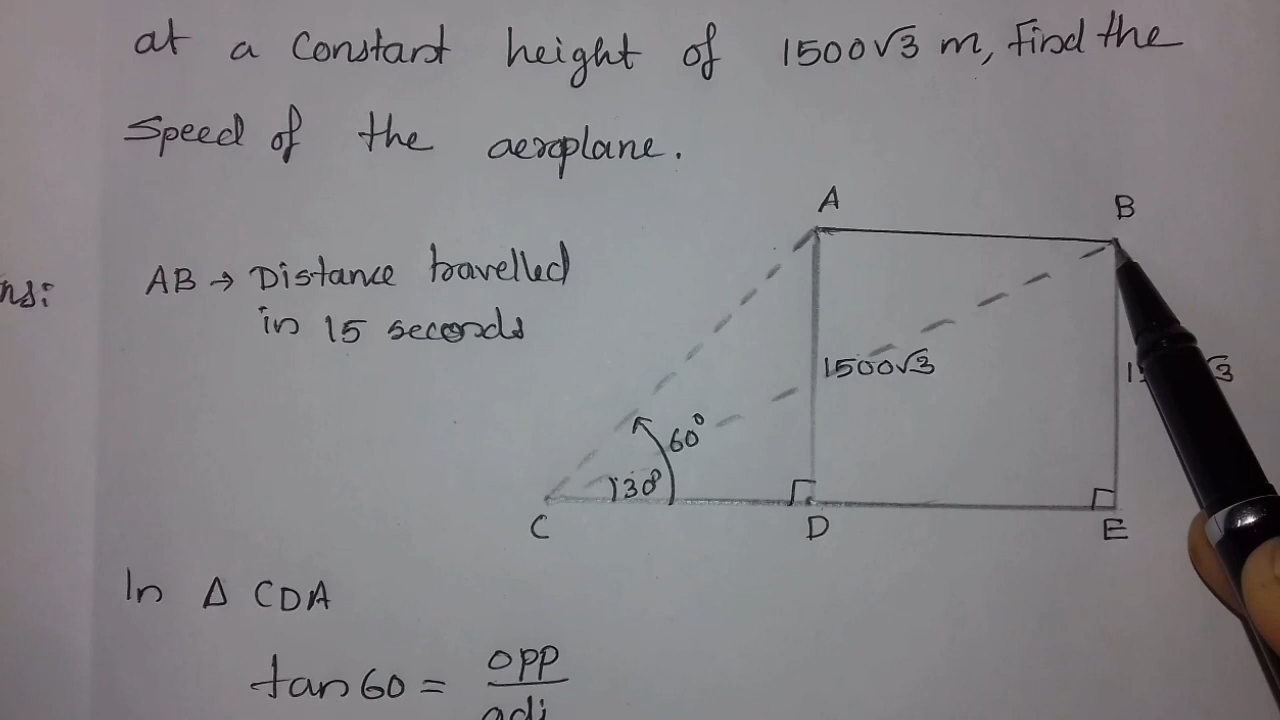 at a constant height of 1500√3 m, Find the
speed of the aeroplane.
A
B
ns:
AB → Distance travelled
in 15 seconds
1500√3
60°
30°
C
D
E
In Δ CDA
tan 60 = opp
adj